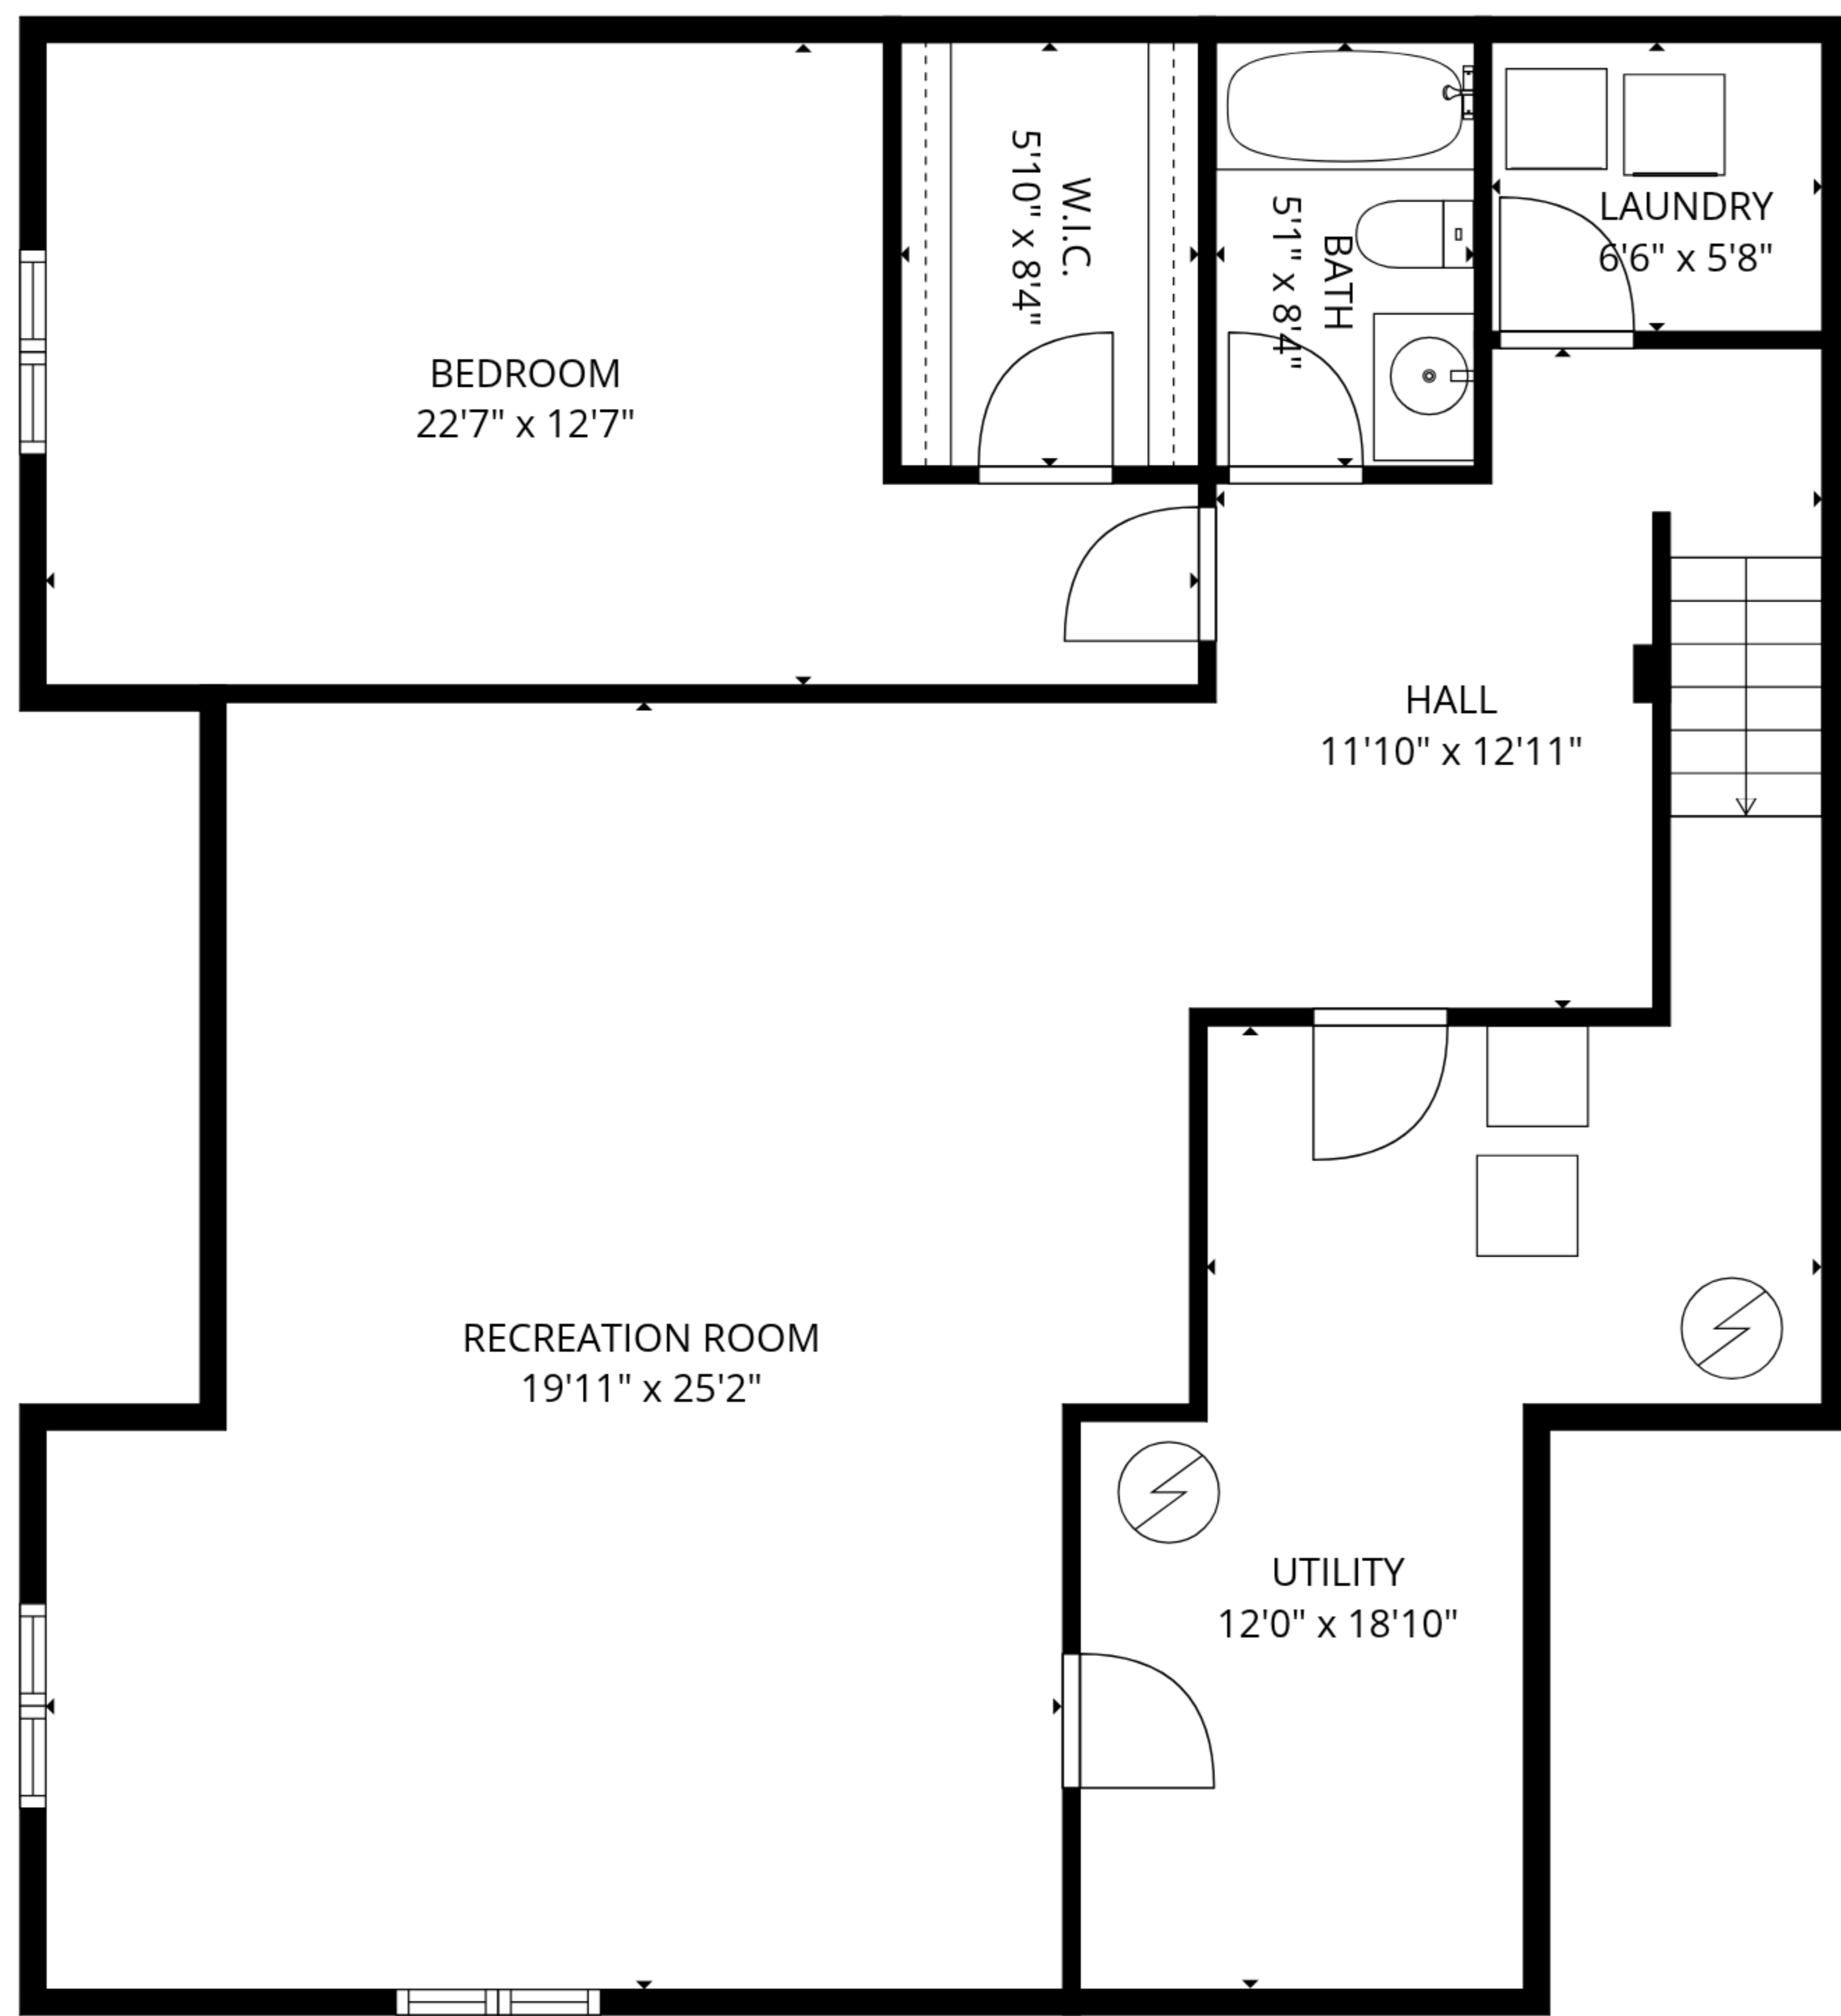 W.I.C.
5'10" x 8'4"
BATH
5'1" x 8'4"
LAUNDRY
6'6" x 5'8"
BEDROOM
22'7" x 12'7"
HALL
11'10" x 12'11"
RECREATION ROOM
19'11" x 25'2"
UTILITY
12'0" x 18'10"